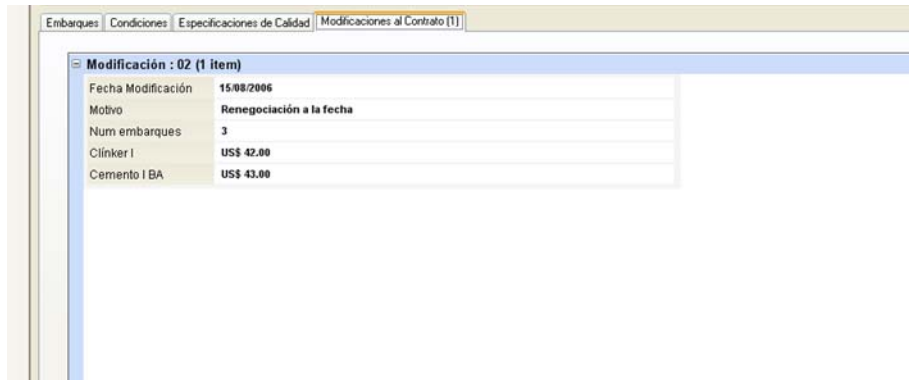 Embarques Condiciones Especificaciones de Calidad Modificaciones al Contrato (1)
Modificación : 02 (1 item)
Fecha Modificación 15/08/2006
Motivo Renegociación a la fecha
Num embarques 3
Clínker I US$ 42.00
Cemento I BA US$ 43.00